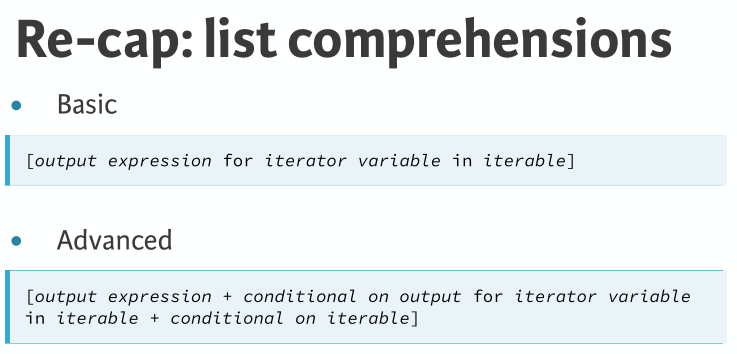 Re-cap: list comprehensions
• Basic
[output expression for iterator variable in iterable]
• Advanced
[output expression + conditional on output for iterator variable
in iterable + conditional on iterable]